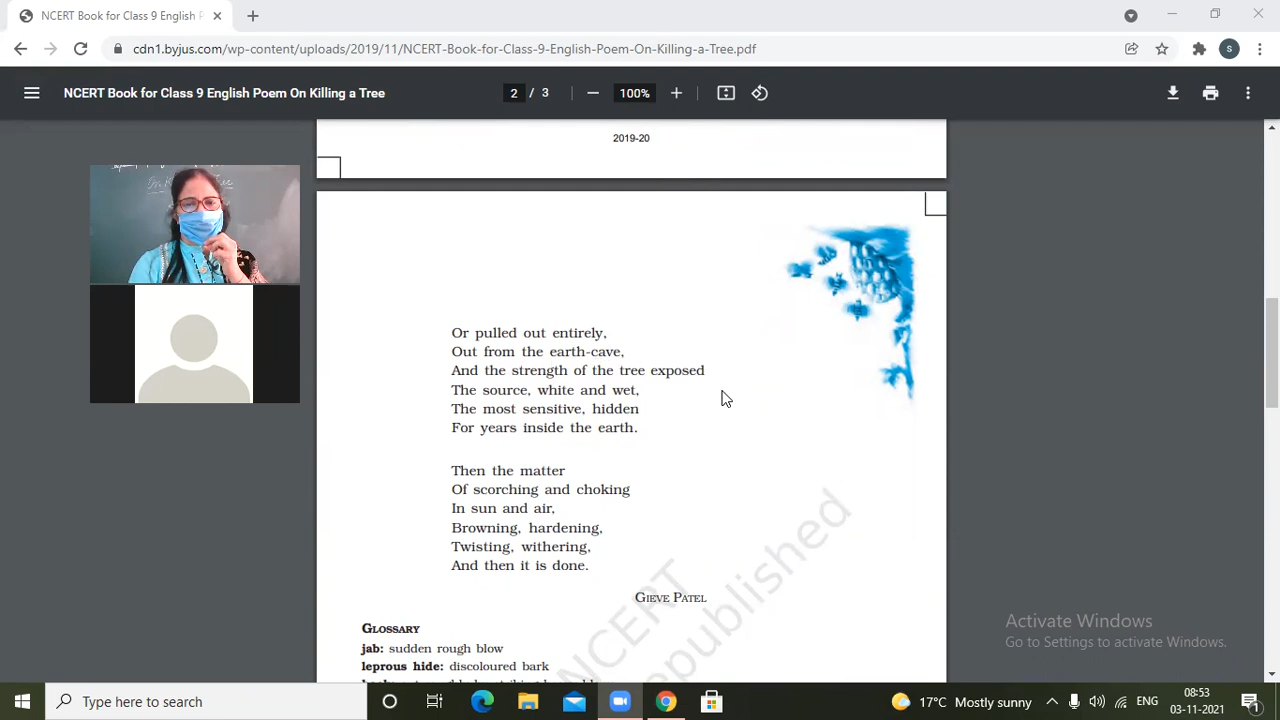 NCERT Book for Class 9 English P
cdn1.byjus.com/wp-content/uploads/2019/11/NCERT-Book-for-Class-9-English-Poem-On-Killing-a-Tree.pdf
S
NCERT Book for Class 9 English Poem On Killing a Tree
2 / 3
100%
2019-20
Or pulled out entirely,
Out from the earth-cave,
And the strength of the tree exposed
The source, white and wet,
The most sensitive, hidden
For years inside the earth.
Then the matter
Of scorching and choking
In sun and air,
Browning, hardening,
Twisting, withering,
And then it is done.
GIEVE PATEL
GLOSSARY
jab: sudden rough blow
leprous hide: discoloured bark
NCERT
republished
Activate Windows
Go to Settings to activate Windows.
Type here to search
17°C Mostly sunny
ENG
08:53
03-11-2021
1